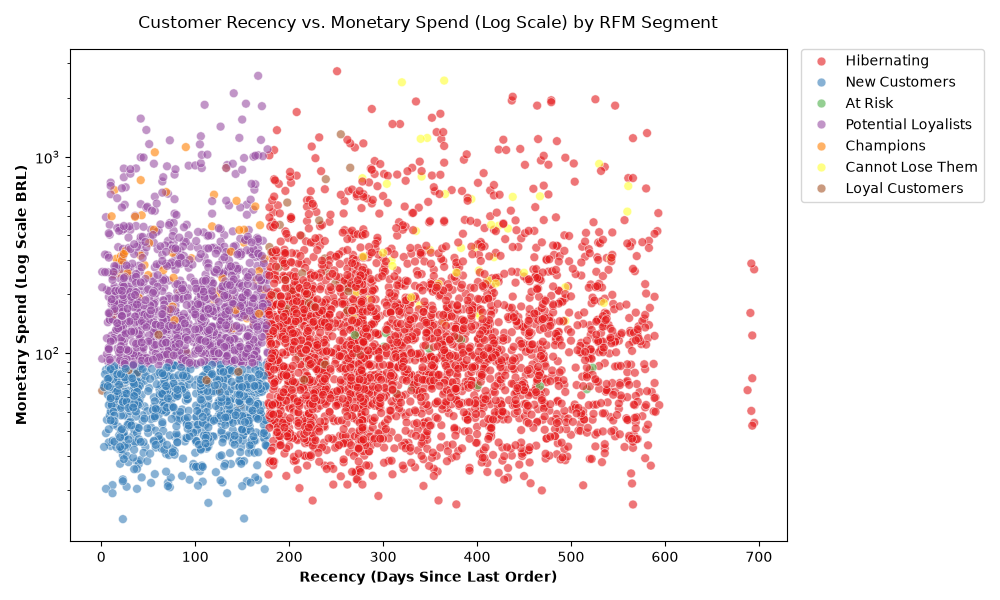 Customer Recency vs. Monetary Spend (Log Scale) by RFM Segment
Hibernating
New Customers
At Risk
Potential Loyalists
Champions
Cannot Lose Them
Loyal Customers
Monetary Spend (Log Scale BRL)
10³
10²
0 100 200 300 400 500 600 700
Recency (Days Since Last Order)